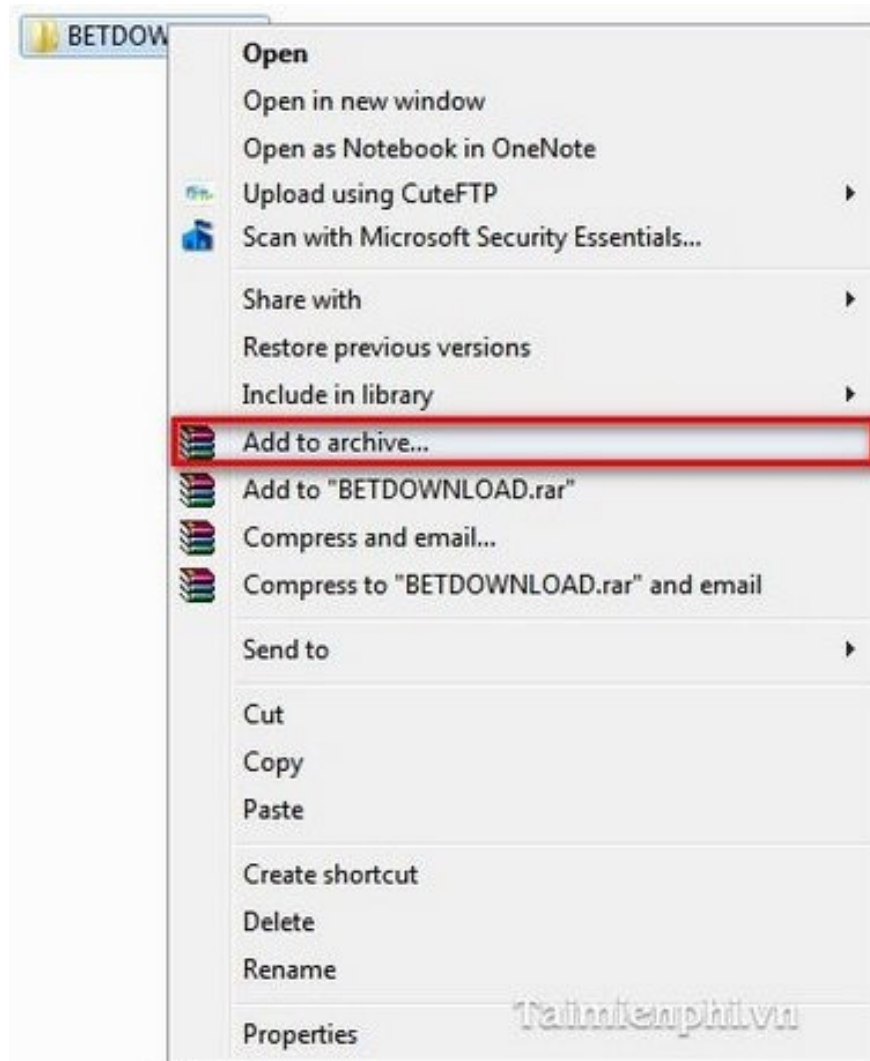 BETDOW
Open
Open in new window
Open as Notebook in OneNote
Upload using CuteFTP
Scan with Microsoft Security Essentials...
Share with
Restore previous versions
Include in library
Add to archive...
Add to "BETDOWNLOAD.rar"
Compress and email...
Compress to "BETDOWNLOAD.rar" and email
Send to
Cut
Copy
Paste
Create shortcut
Delete
Rename
Properties
Taimienphi.vn